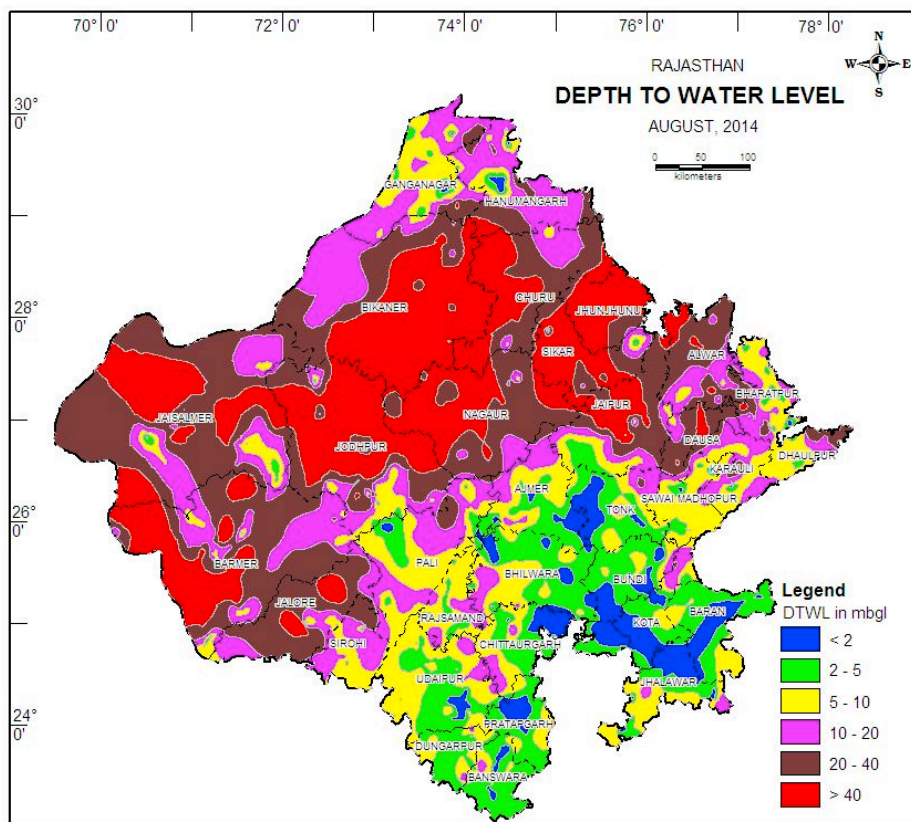 70° 0' 72° 0' 74° 0' 76° 0' 78° 0'
N
W E
S
RAJASTHAN
DEPTH TO WATER LEVEL
AUGUST, 2014
0 50 100
kilometers
30°
0'
GANGANAGAR
HANUMANGARH
28°
0'
BIKANER
CHURU
JHUNJHUNU
SIKAR
ALWAR
BHARATPUR
JAISALMER
NAGAUR
JAIPUR
JODHPUR
DAUSA
KARAULI
DHAULPUR
AJMER
SAWAI MADHOPUR
TONK
26°
0'
BARMER
PALI
BHILWARA
BUNDI
JALORE
RAJSAMAND
KOTA
BARAN
SIROHI
CHITTAURGARH
UDAIPUR
JHALAWAR
24°
0'
PRATAPGARH
DUNGARPUR
BANSWARA
Legend
DTWL in mbgl
< 2
2 - 5
5 - 10
10 - 20
20 - 40
> 40